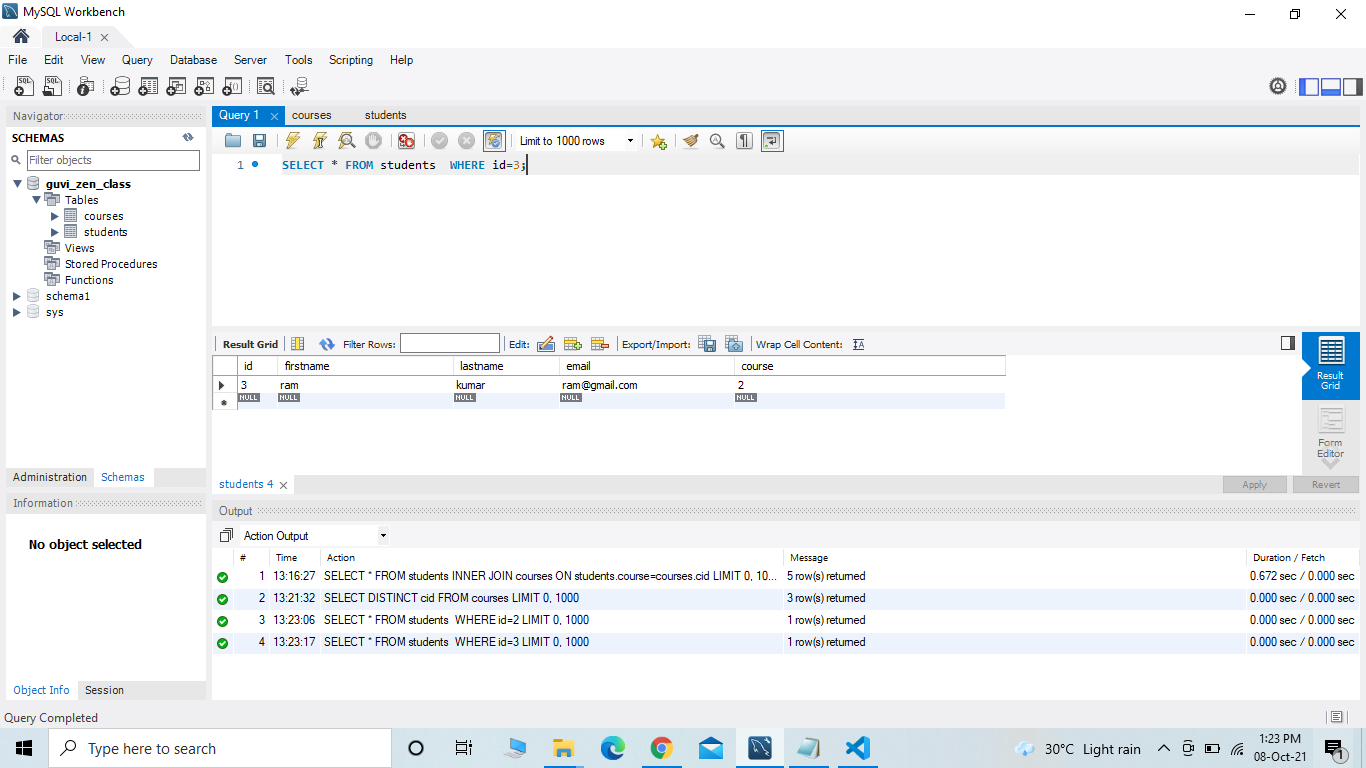 MySQL Workbench
Local-1
File Edit View Query Database Server Tools Scripting Help
Navigator
SCHEMAS
Filter objects
guvi_zen_class
Tables
courses
students
Views
Stored Procedures
Functions
schema1
sys
Administration Schemas
Information
No object selected
Object Info Session
Query 1 courses students
Limit to 1000 rows
1 SELECT * FROM students  WHERE id=3;
Result Grid Filter Rows: Edit: Export/Import: Wrap Cell Content:
id firstname lastname email course
3 ram kumar ram@gmail.com 2
NULL NULL NULL NULL NULL
Result
Grid
Form
Editor
students 4 Apply Revert
Output
Action Output
# Time Action Message Duration / Fetch
1 13:16:27 SELECT * FROM students INNER JOIN courses ON students.course=courses.cid LIMIT 0, 10... 5 row(s) returned 0.672 sec / 0.000 sec
2 13:21:32 SELECT DISTINCT cid FROM courses LIMIT 0, 1000 3 row(s) returned 0.000 sec / 0.000 sec
3 13:23:06 SELECT * FROM students  WHERE id=2 LIMIT 0, 1000 1 row(s) returned 0.000 sec / 0.000 sec
4 13:23:17 SELECT * FROM students  WHERE id=3 LIMIT 0, 1000 1 row(s) returned 0.000 sec / 0.000 sec
Query Completed
Type here to search
30°C Light rain
1:23 PM
08-Oct-21
1